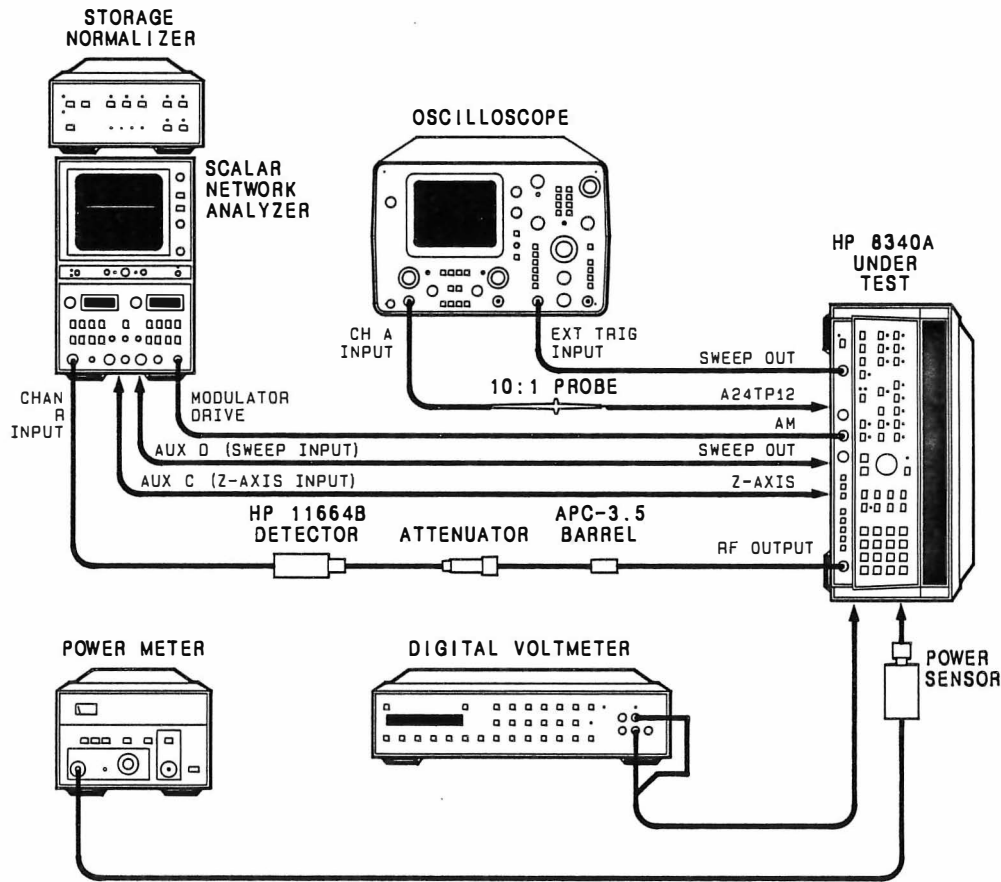 STORAGE
NORMALIZER
SCALAR
NETWORK
ANALYZER
OSCILLOSCOPE
HP 8340A
UNDER
TEST
CH A
INPUT
EXT TRIG
INPUT
SWEEP OUT
10:1 PROBE
A24TP12
CHAN
R
INPUT
MODULATOR
DRIVE
AM
AUX D (SWEEP INPUT)
SWEEP OUT
AUX C (Z-AXIS INPUT)
Z-AXIS
HP 11664B
DETECTOR
ATTENUATOR
APC-3.5
BARREL
RF OUTPUT
POWER METER
DIGITAL VOLTMETER
POWER
SENSOR